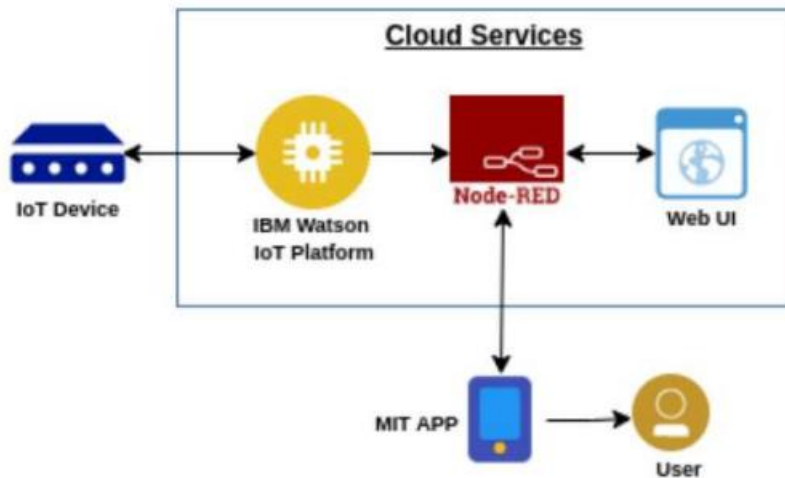 Cloud Services
IoT Device
IBM Watson
IoT Platform
Node-RED
Web UI
MIT APP
User